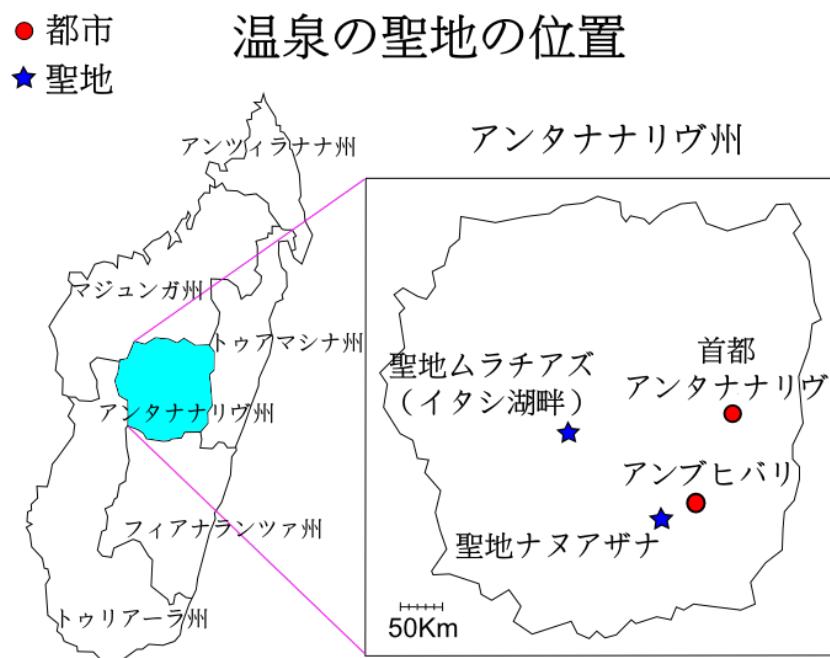 温泉の聖地の位置
都市
聖地
アンタナナリヴ州
アンツィラナナ州
マジュンガ州
トゥアマシナ州
アンタナナリヴ州
フィアナランツァ州
トゥリアーラ州
首都
アンタナナリヴ
聖地ムラチアズ
（イタシ湖畔）
アンブヒバリ
聖地ナヌアザナ
50Km